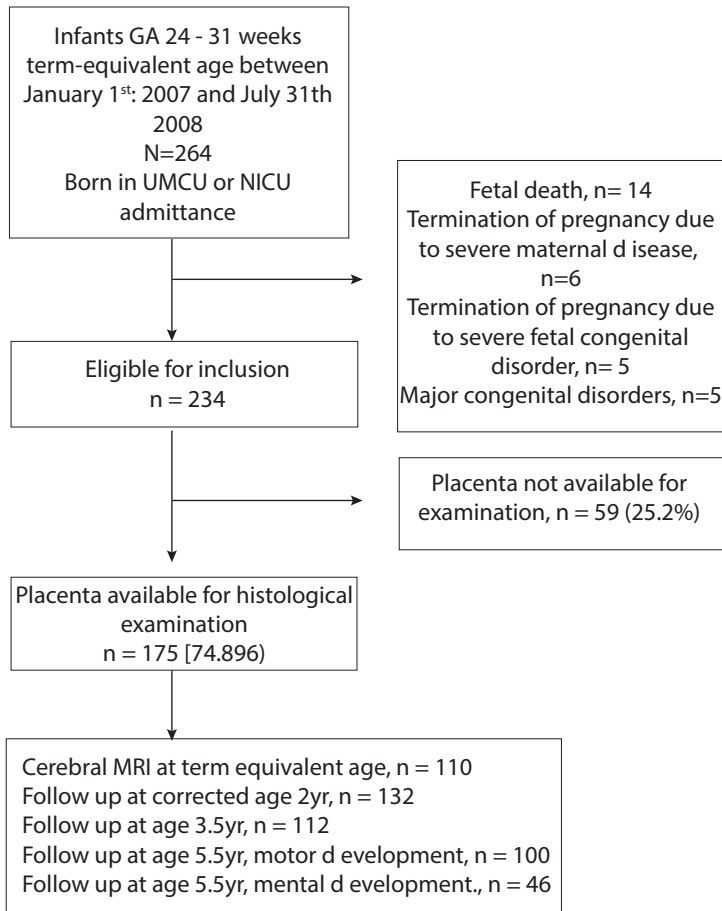 Infants GA 24 - 31 weeks
term-equivalent age between
January 1st: 2007 and July 31th
2008
N=264
Born in UMCU or NICU
admittance
Fetal death, n= 14
Termination of pregnancy due
to severe maternal d isease,
n=6
Termination of pregnancy due
to severe fetal congenital
disorder, n= 5
Major congenital disorders, n=5
Eligible for inclusion
n = 234
Placenta not available for
examination, n = 59 (25.2%)
Placenta available for histological
examination
n = 175 [74.896)
Cerebral MRI at term equivalent age, n = 110
Follow up at corrected age 2yr, n = 132
Follow up at age 3.5yr, n = 112
Follow up at age 5.5yr, motor d evelopment, n = 100
Follow up at age 5.5yr, mental d evelopment., n = 46